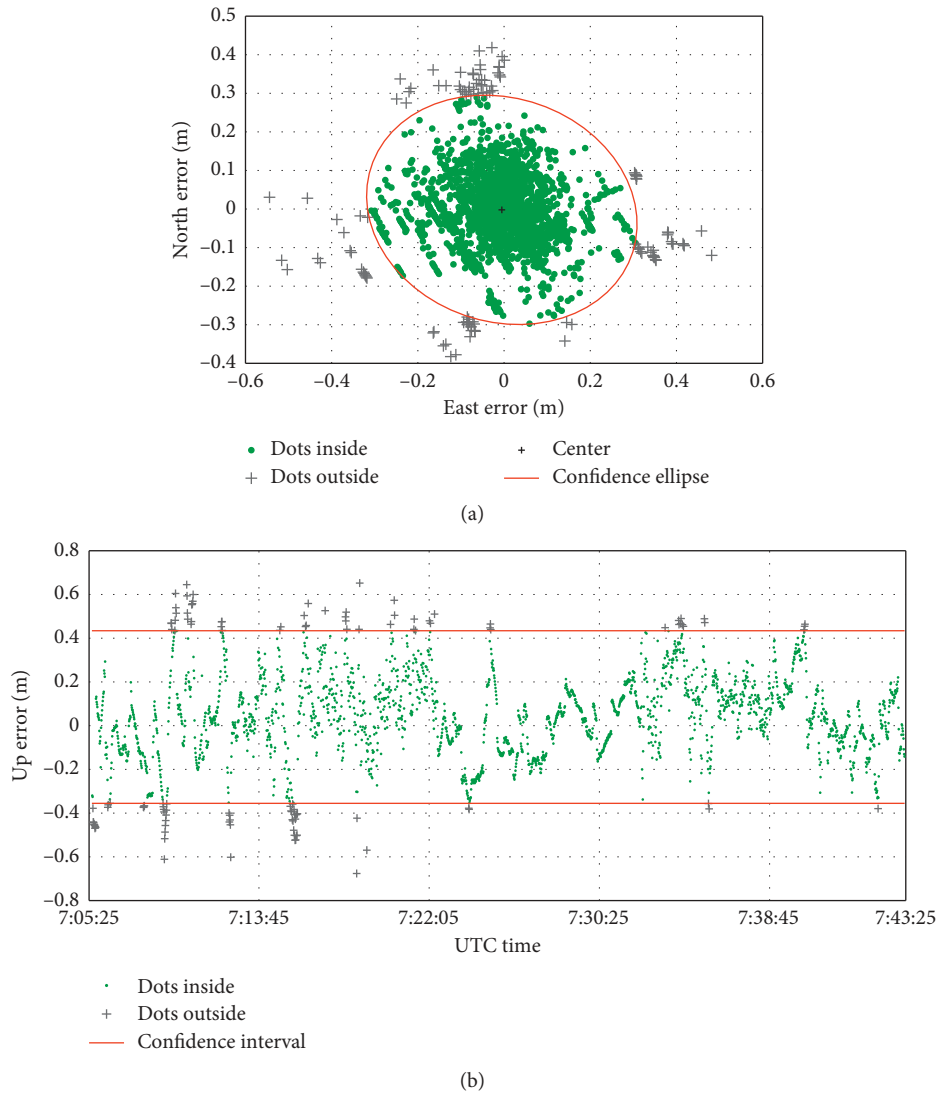 0.5
0.4
0.3
0.2
0.1
0
–0.1
–0.2
–0.3
–0.4
North error (m)
–0.6 –0.4 –0.2 0 0.2 0.4 0.6
East error (m)
Dots inside
Dots outside
Center
Confidence ellipse
(a)
0.8
0.6
0.4
0.2
0
–0.2
–0.4
–0.6
–0.8
Up error (m)
7:05:25 7:13:45 7:22:05 7:30:25 7:38:45 7:43:25
UTC time
Dots inside
Dots outside
Confidence interval
(b)